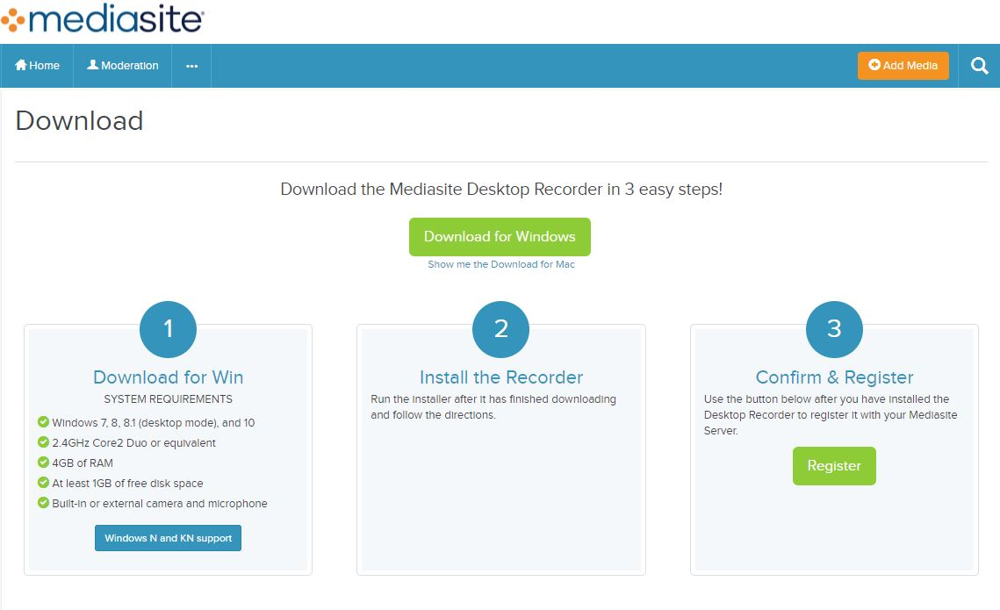 mediasite
Home
Moderation
...
Add Media
Download
Download the Mediasite Desktop Recorder in 3 easy steps!
Download for Windows
Show me the Download for Mac
1
Download for Win
SYSTEM REQUIREMENTS
Windows 7, 8, 8.1 (desktop mode), and 10
2.4GHz Core2 Duo or equivalent
4GB of RAM
At least 1GB of free disk space
Built-in or external camera and microphone
Windows N and KN support
2
Install the Recorder
Run the installer after it has finished downloading
and follow the directions.
3
Confirm & Register
Use the button below after you have installed the
Desktop Recorder to register it with your Mediasite
Server.
Register